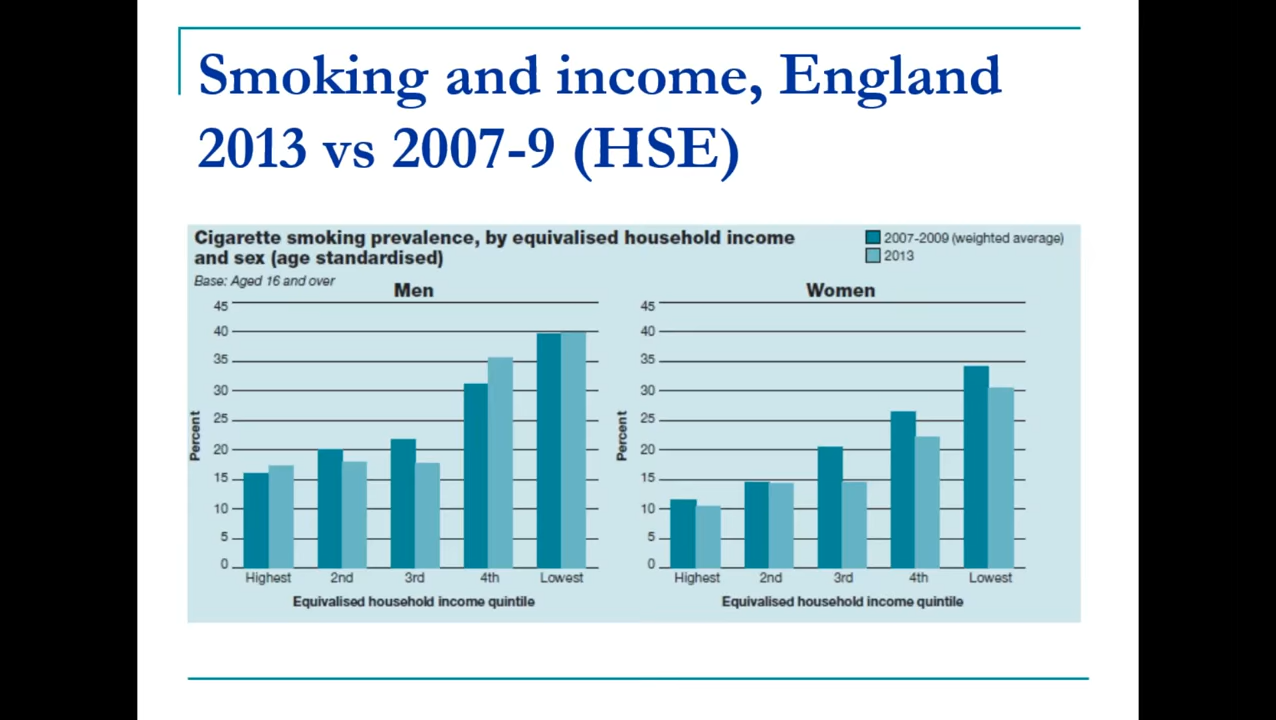 Smoking and income, England
2013 vs 2007-9 (HSE)
Cigarette smoking prevalence, by equivalised household income
and sex (age standardised)
2007-2009 (weighted average)
2013
Base: Aged 16 and over
Men
45
40
35
30
25
20
15
10
5
0
Percent
Highest 2nd 3rd 4th Lowest
Equivalised household income quintile
Women
45
40
35
30
25
20
15
10
5
0
Percent
Highest 2nd 3rd 4th Lowest
Equivalised household income quintile